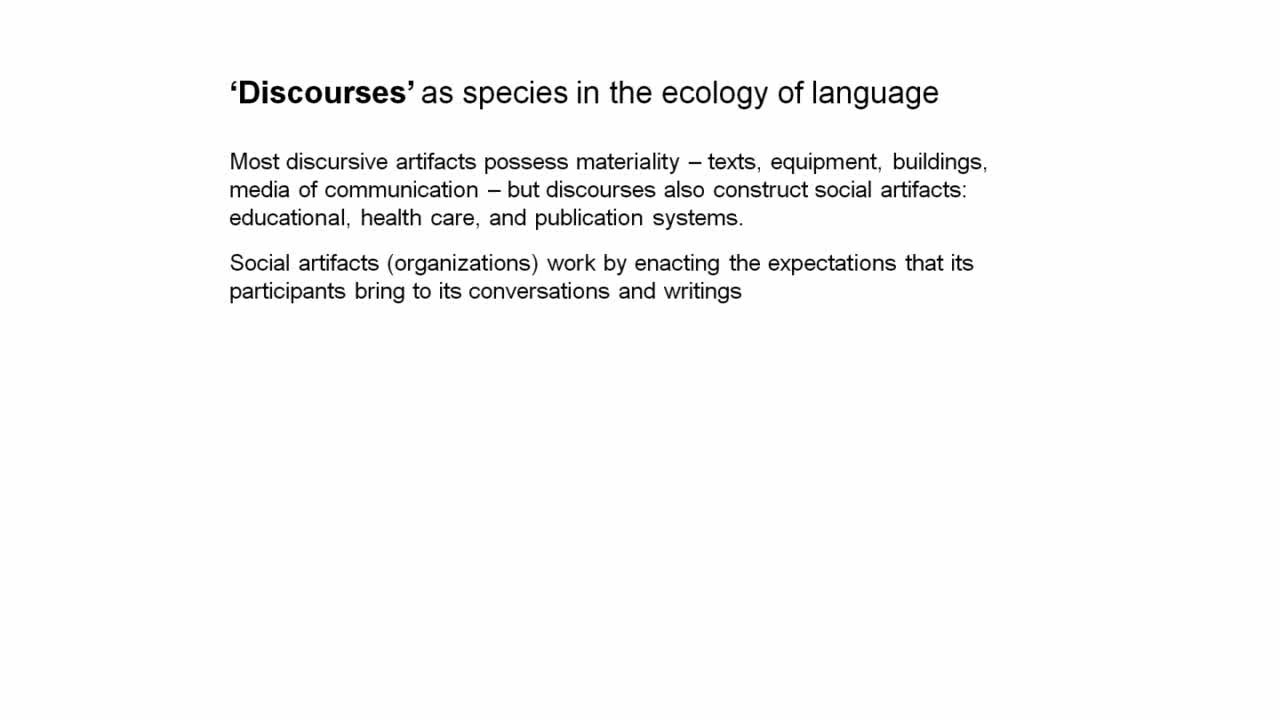 ‘Discourses’ as species in the ecology of language
Most discursive artifacts possess materiality – texts, equipment, buildings,
media of communication – but discourses also construct social artifacts:
educational, health care, and publication systems.
Social artifacts (organizations) work by enacting the expectations that its
participants bring to its conversations and writings